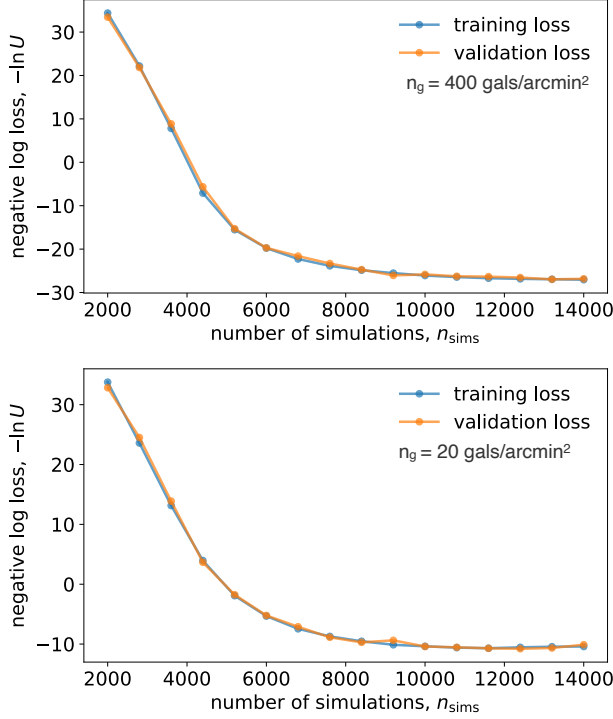 30
20
10
0
−10
−20
−30
negative log loss, −ln U
training loss
validation loss
n_g = 400 gals/arcmin²
2000 4000 6000 8000 10000 12000 14000
number of simulations, n_sims
30
20
10
0
−10
negative log loss, −ln U
training loss
validation loss
n_g = 20 gals/arcmin²
2000 4000 6000 8000 10000 12000 14000
number of simulations, n_sims